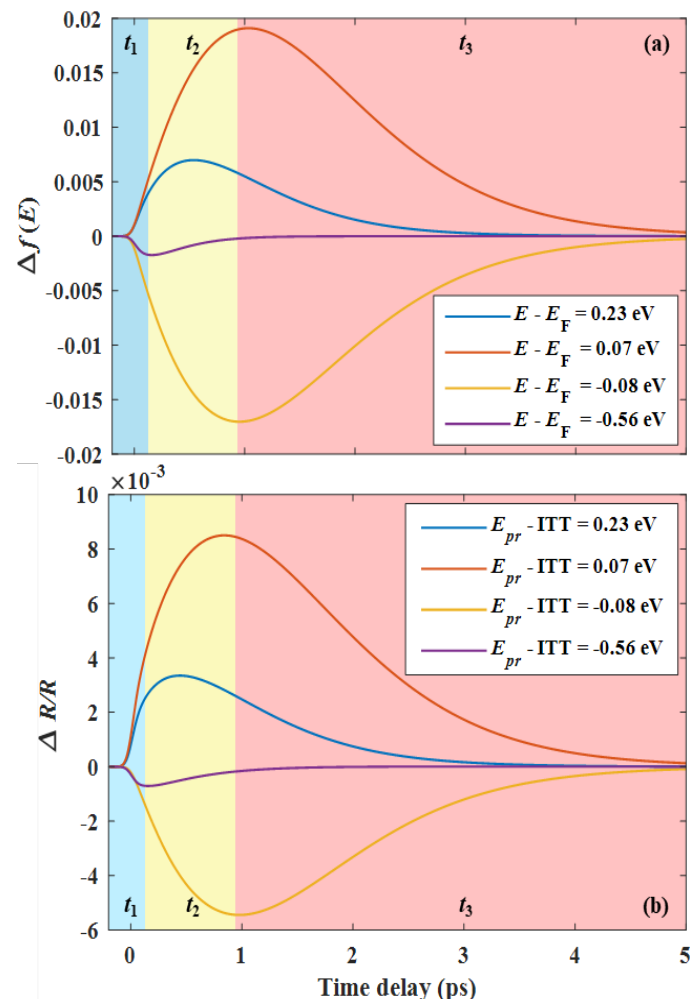 0.02
t1 t2 t3 (a)
0.015
0.01
0.005
0
-0.005
-0.01
-0.015
-0.02
Δf(E)
E - EF = 0.23 eV
E - EF = 0.07 eV
E - EF = -0.08 eV
E - EF = -0.56 eV
×10-3
10
8
6
4
2
0
-2
-4
-6
Δ R/R
Epr - ITT = 0.23 eV
Epr - ITT = 0.07 eV
Epr - ITT = -0.08 eV
Epr - ITT = -0.56 eV
t1 t2 t3 (b)
0 1 2 3 4 5
Time delay (ps)